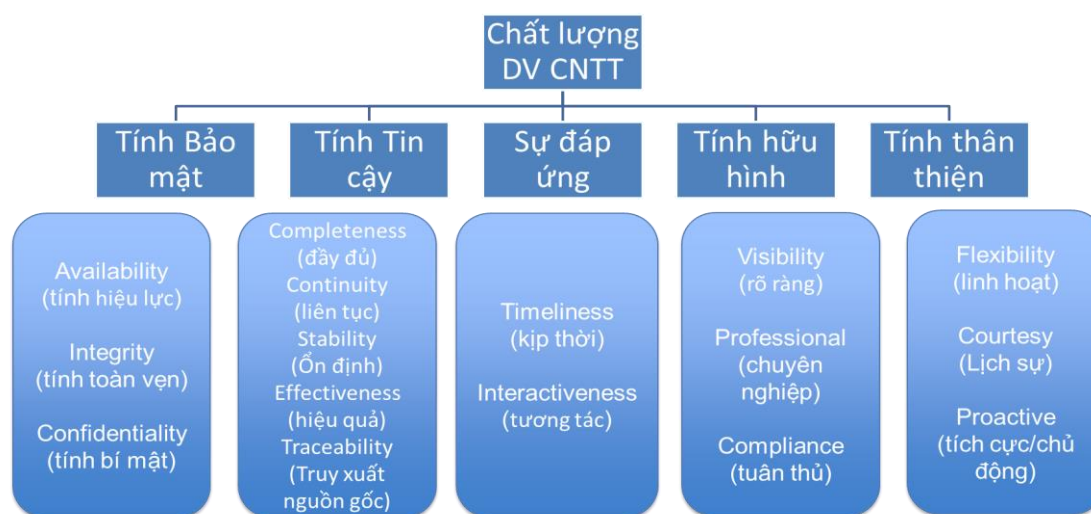 Chất lượng
DV CNTT
Tính Bảo
mật
Tính Tin
cậy
Sự đáp
ứng
Tính hữu
hình
Tính thân
thiện
Availability
(tính hiệu lực)
Integrity
(tính toàn vẹn)
Confidentiality
(tính bí mật)
Completeness
(đầy đủ)
Continuity
(liên tục)
Stability
(Ổn định)
Effectiveness
(hiệu quả)
Traceability
(Truy xuất
nguồn gốc)
Timeliness
(kịp thời)
Interactiveness
(tương tác)
Visibility
(rõ ràng)
Professional
(chuyên
nghiệp)
Compliance
(tuân thủ)
Flexibility
(linh hoạt)
Courtesy
(Lịch sự)
Proactive
(tích cực/chủ
động)